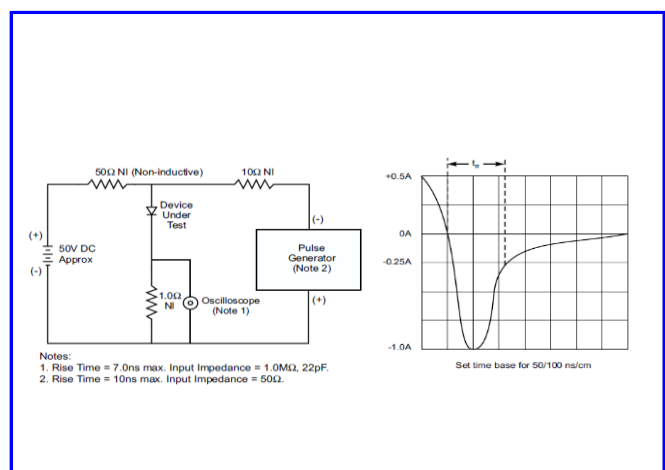 50Ω NI (Non-inductive)
10Ω NI
Device
Under
Test
(+)
50V DC
Approx
(-)
(-)
Pulse
Generator
(Note 2)
(+)
1.0Ω
NI
Oscilloscope
(Note 1)
Notes:
1. Rise Time = 7.0ns max. Input Impedance = 1.0MΩ, 22pF.
2. Rise Time = 10ns max. Input Impedance = 50Ω.
trr
+0.5A
0A
-0.25A
-1.0A
Set time base for 50/100 ns/cm